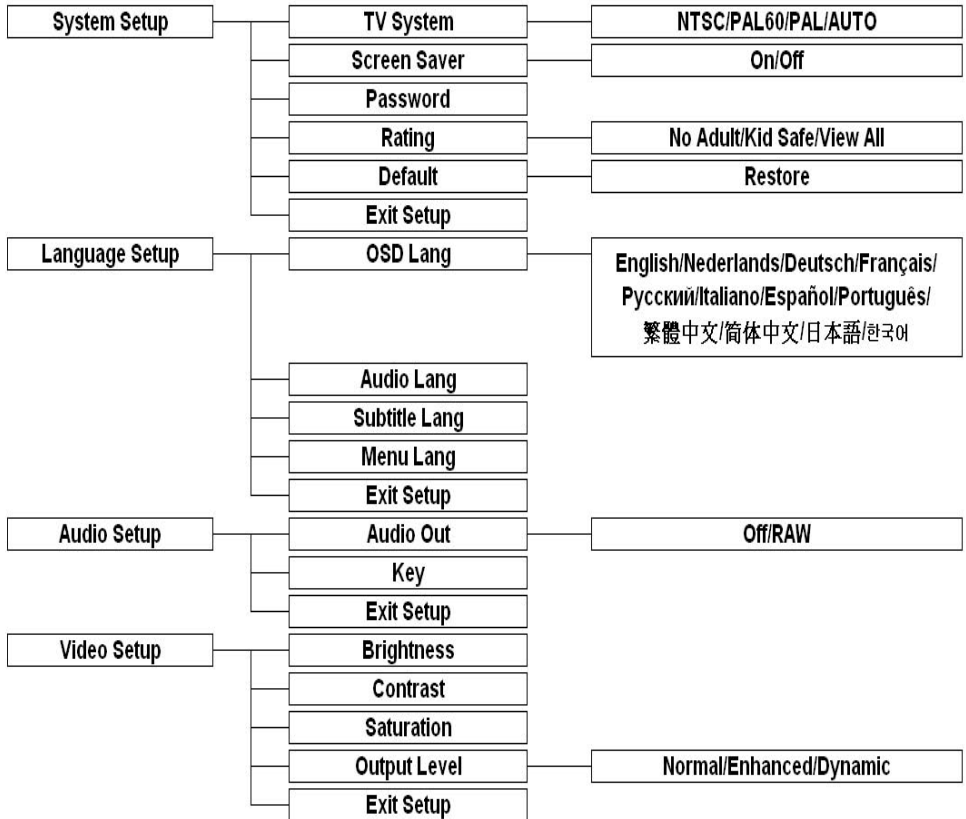 System Setup TV System NTSC/PAL60/PAL/AUTO
Screen Saver On/Off
Password
Rating No Adult/Kid Safe/View All
Default Restore
Exit Setup
Language Setup OSD Lang English/Nederlands/Deutsch/Français/
Русский/Italiano/Español/Português/
繁體中文/简体中文/日本語/한국어
Audio Lang
Subtitle Lang
Menu Lang
Exit Setup
Audio Setup Audio Out Off/RAW
Key
Exit Setup
Video Setup Brightness
Contrast
Saturation
Output Level Normal/Enhanced/Dynamic
Exit Setup